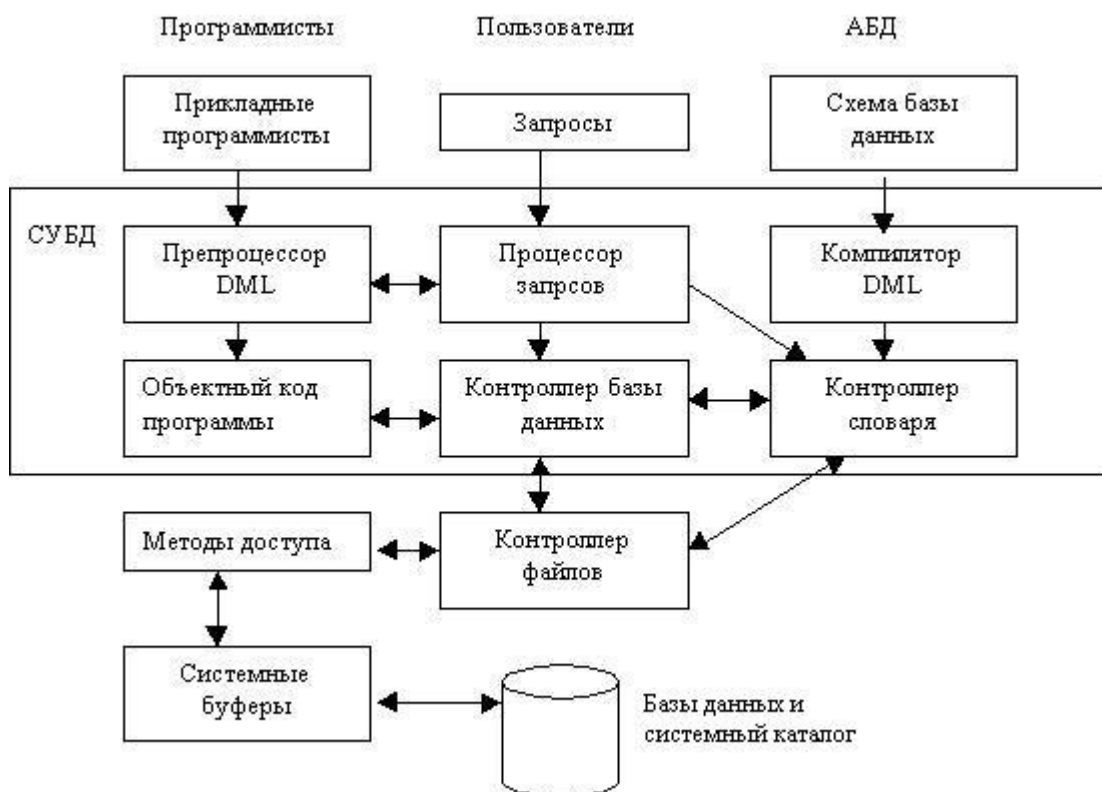 Программисты
Пользователи
АБД
Прикладные
программисты
Запросы
Схема базы
данных
СУБД
Препроцессор
DML
Процессор
запрсов
Компилятор
DML
Объектный код
программы
Контроллер базы
данных
Контроллер
словаря
Методы доступа
Контроллер
файлов
Системные
буферы
Базы данных и
системный каталог